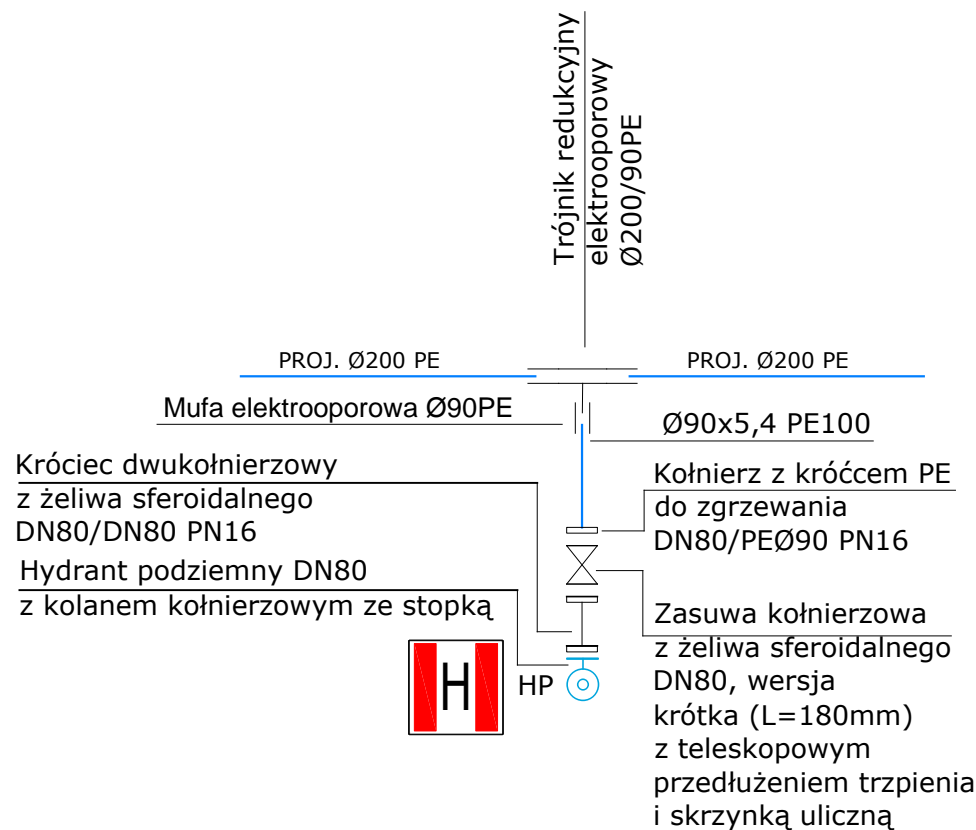 Trójnik redukcyjny
elektrooporowy
Ø200/90PE
PROJ. Ø200 PE
PROJ. Ø200 PE
Mufa elektrooporowa Ø90PE
Ø90x5,4 PE100
Króciec dwukołnierzowy
z żeliwa sferoidalnego
DN80/DN80 PN16
Kołnierz z króćcem PE
do zgrzewania
DN80/PEØ90 PN16
Hydrant podziemny DN80
z kolanem kołnierzowym ze stopką
Zasuwa kołnierzowa
z żeliwa sferoidalnego
DN80, wersja
krótka (L=180mm)
z teleskopowym
przedłużeniem trzpienia
i skrzynką uliczną
H
HP